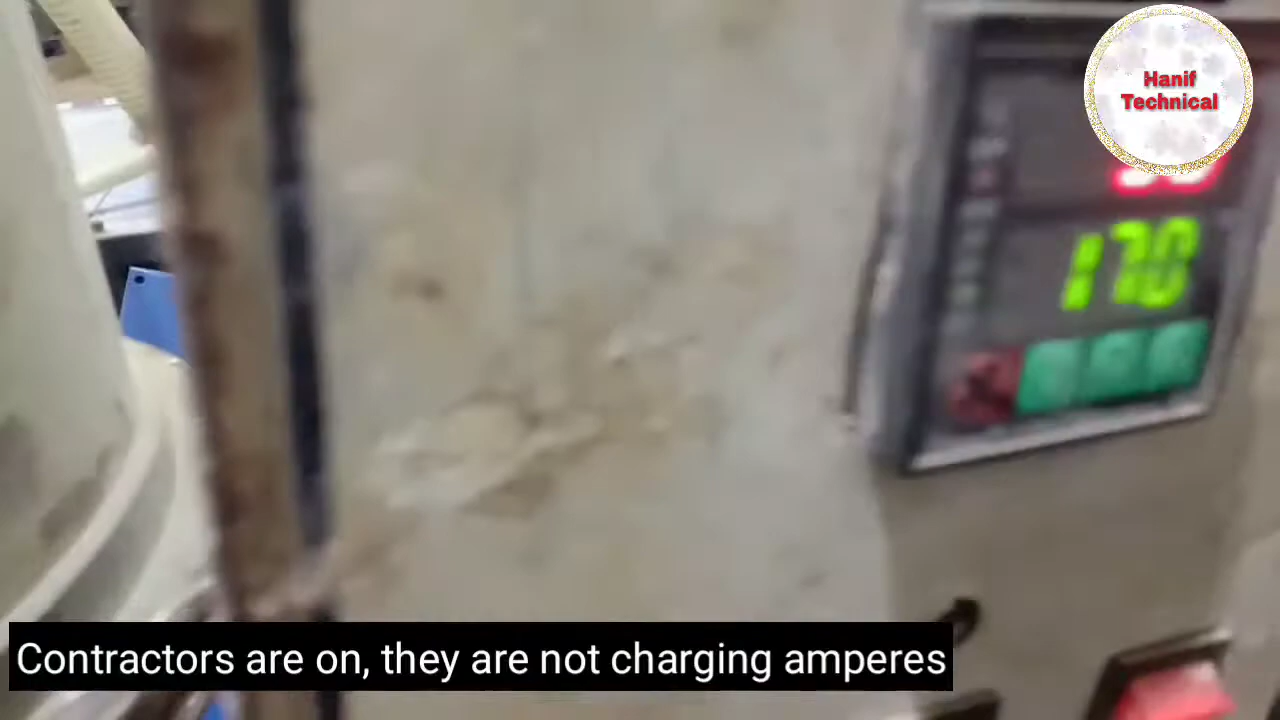 Hanif
Technical
170
Contractors are on, they are not charging amperes